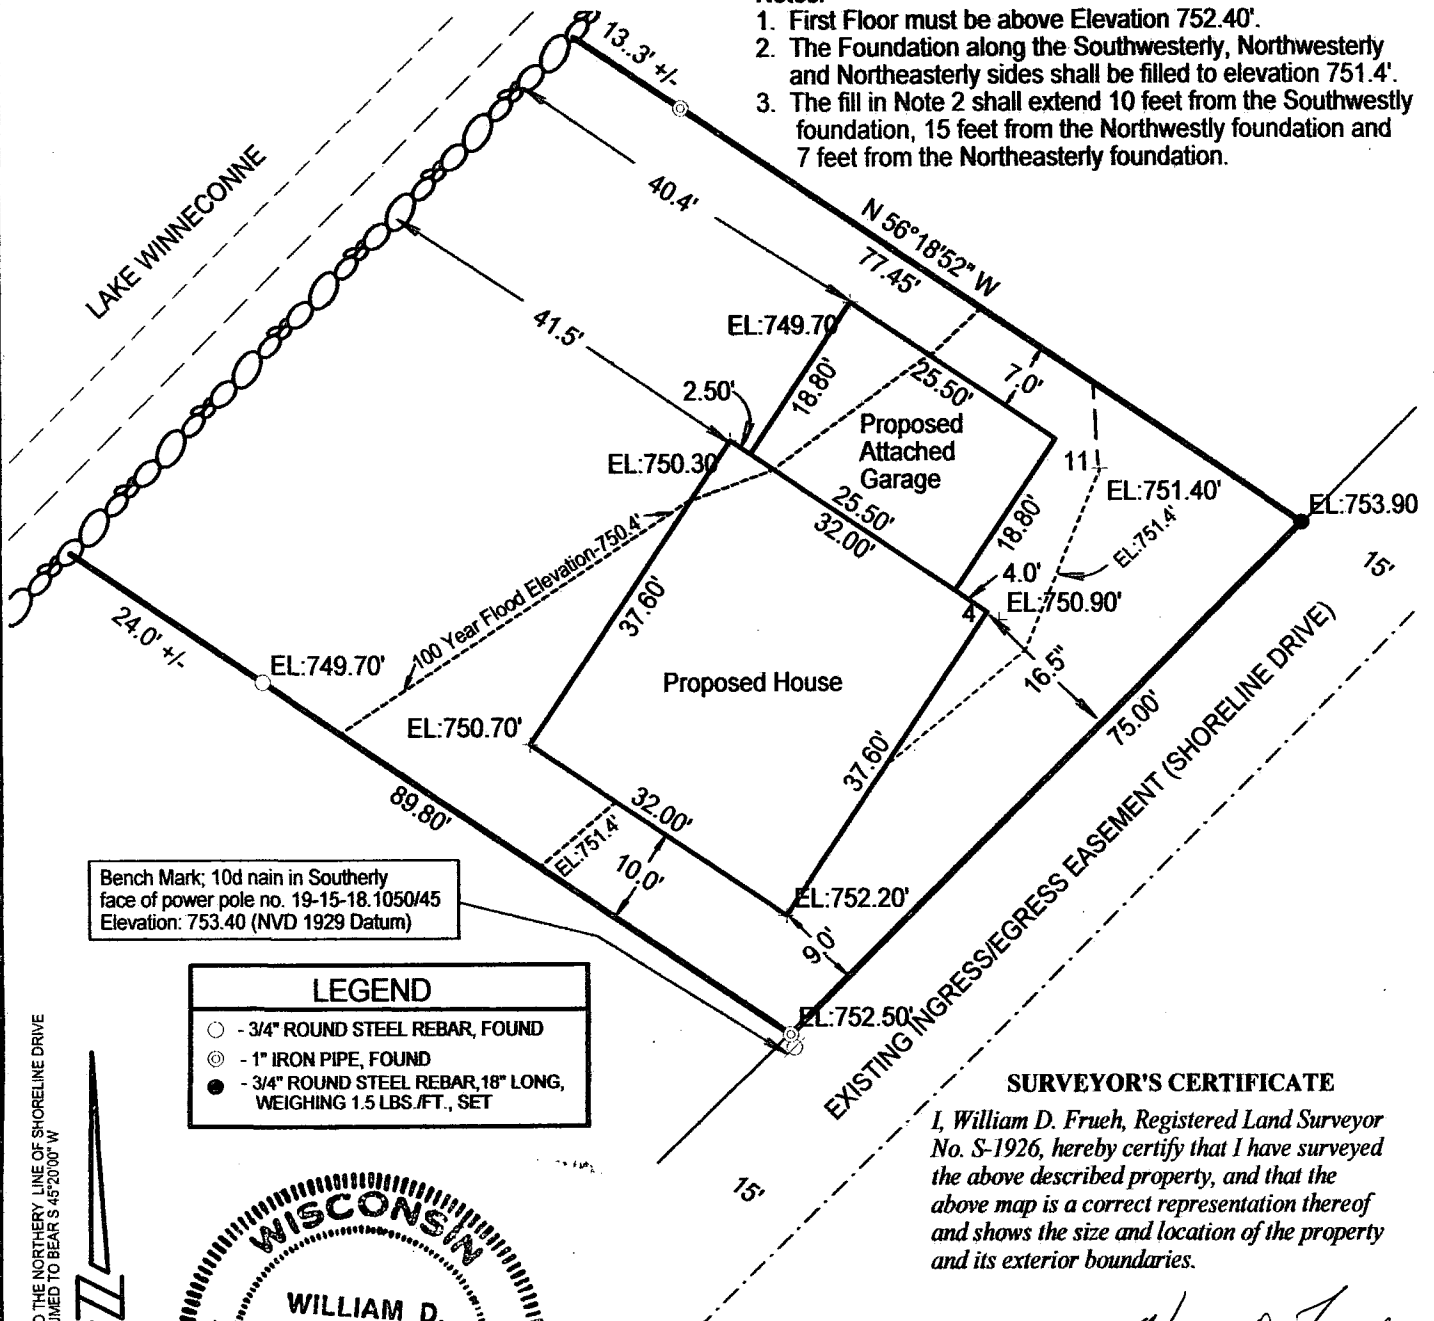 1. First Floor must be above Elevation 752.40'.
2. The Foundation along the Southwesterly, Northwesterly
and Northeasterly sides shall be filled to elevation 751.4'.
3. The fill in Note 2 shall extend 10 feet from the Southwestly
foundation, 15 feet from the Northwestly foundation and
7 feet from the Northeasterly foundation.
13..3' +/-
LAKE WINNECONNE
40.4'
N 56°18'52" W
77.45'
41.5'
EL:749.70
2.50'
18.80'
25.50'
7.0'
Proposed
Attached
Garage
EL:750.30
11
EL:751.40'
EL:753.90
25.50'
32.00'
18.80'
EL:751.4'
15'
100 Year Flood Elevation-750.4'
37.60'
4.0'
4
EL:750.90'
24.0' +/-
EL:749.70'
Proposed House
16.5"
75.00'
EL:750.70'
37.60'
89.80'
32.00'
EL:751.4'
10.0'
EL:752.20'
9.0'
EL:752.50'
EXISTING INGRESS/EGRESS EASEMENT (SHORELINE DRIVE)
15'
Bench Mark; 10d nain in Southerly
face of power pole no. 19-15-18.1050/45
Elevation: 753.40 (NVD 1929 Datum)
LEGEND
- 3/4" ROUND STEEL REBAR, FOUND
- 1" IRON PIPE, FOUND
- 3/4" ROUND STEEL REBAR,18" LONG,
WEIGHING 1.5 LBS./FT., SET
THE NORTHERY LINE OF SHORELINE DRIVE
TO BEAR S 45°20'00" W
WISCONSIN
WILLIAM D.
SURVEYOR'S CERTIFICATE
I, William D. Frueh, Registered Land Surveyor
No. S-1926, hereby certify that I have surveyed
the above described property, and that the
above map is a correct representation thereof
and shows the size and location of the property
and its exterior boundaries.